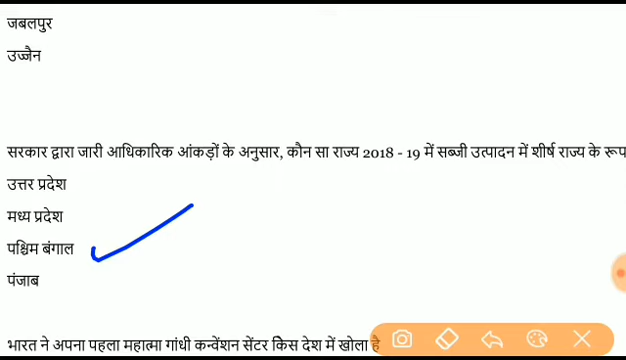 जबलपुर
उज्जैन
सरकार द्वारा जारी आधिकारिक आंकड़ों के अनुसार, कौन सा राज्य 2018 - 19 में सब्जी उत्पादन में शीर्ष राज्य के रूप
उत्तर प्रदेश
मध्य प्रदेश
पश्चिम बंगाल
पंजाब
भारत ने अपना पहला महात्मा गांधी कन्वेंशन सेंटर किस देश में खोला है